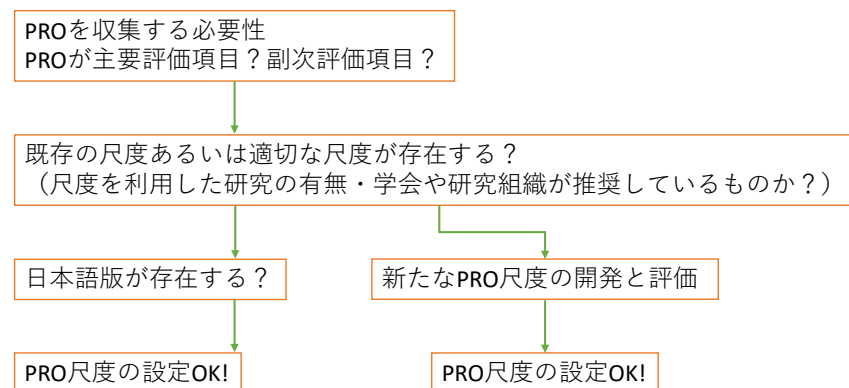 PROを収集する必要性
PROが主要評価項目？副次評価項目？
既存の尺度あるいは適切な尺度が存在する？
（尺度を利用した研究の有無・学会や研究組織が推奨しているものか？）
日本語版が存在する？
新たなPRO尺度の開発と評価
PRO尺度の設定OK!
PRO尺度の設定OK!